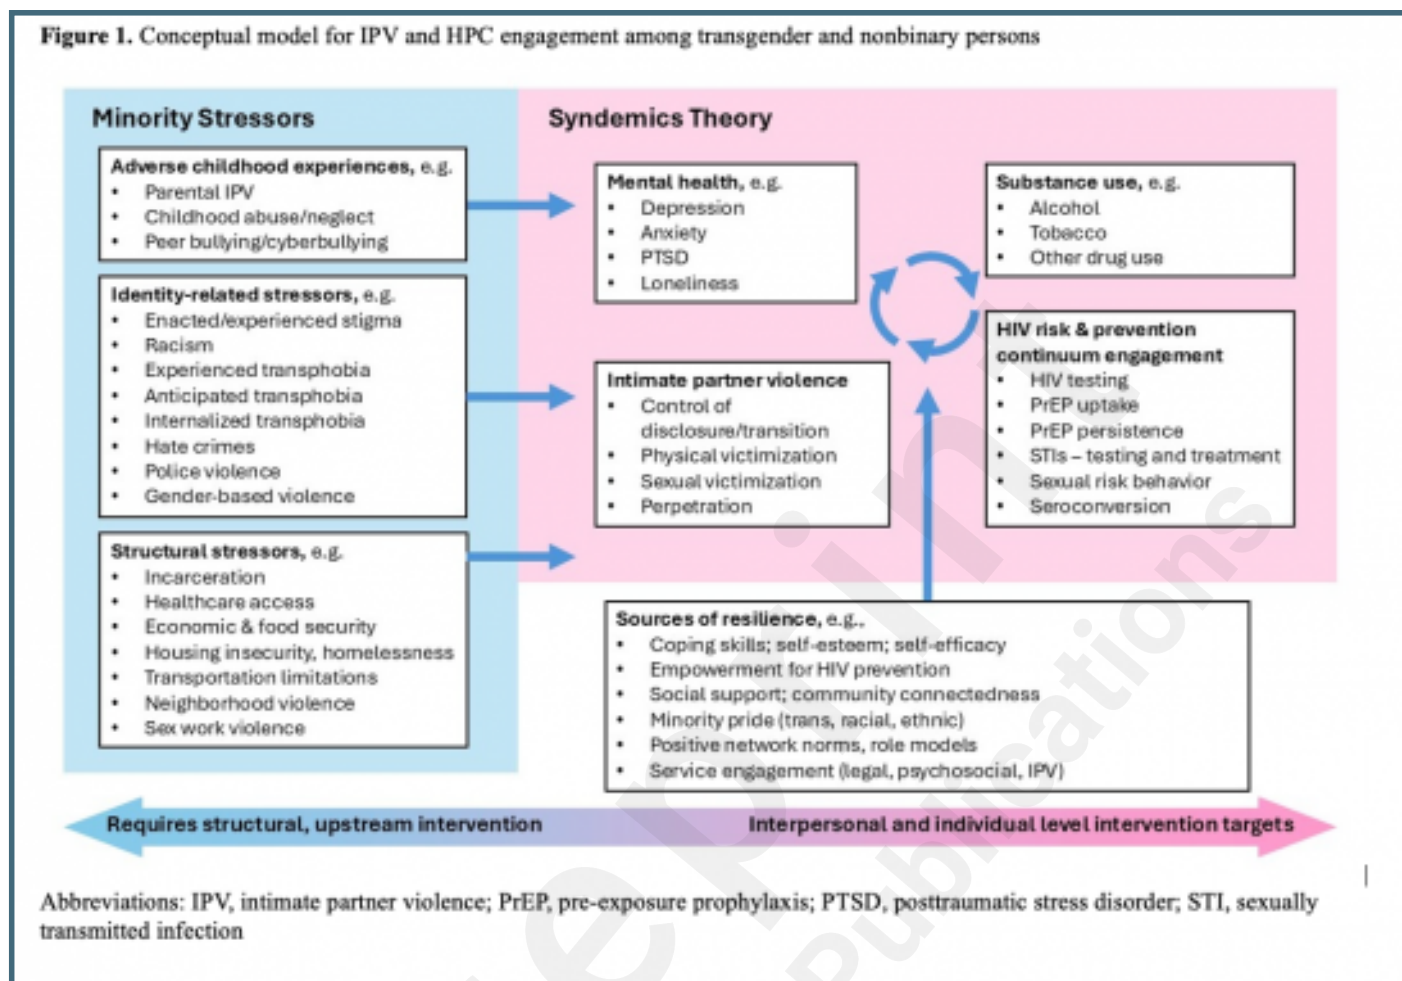 Figure 1. Conceptual model for IPV and HPC engagement among transgender and nonbinary persons
Minority Stressors
Adverse childhood experiences, e.g.
• Parental IPV
• Childhood abuse/neglect
• Peer bullying/cyberbullying
Identity-related stressors, e.g.
• Enacted/experienced stigma
• Racism
• Experienced transphobia
• Anticipated transphobia
• Internalized transphobia
• Hate crimes
• Police violence
• Gender-based violence
Structural stressors, e.g.
• Incarceration
• Healthcare access
• Economic & food security
• Housing insecurity, homelessness
• Transportation limitations
• Neighborhood violence
• Sex work violence
Syndemics Theory
Mental health, e.g.
• Depression
• Anxiety
• PTSD
• Loneliness
Intimate partner violence
• Control of
disclosure/transition
• Physical victimization
• Sexual victimization
• Perpetration
Substance use, e.g.
• Alcohol
• Tobacco
• Other drug use
HIV risk & prevention
continuum engagement
• HIV testing
• PrEP uptake
• PrEP persistence
• STIs – testing and treatment
• Sexual risk behavior
• Seroconversion
Sources of resilience, e.g.,
• Coping skills; self-esteem; self-efficacy
• Empowerment for HIV prevention
• Social support; community connectedness
• Minority pride (trans, racial, ethnic)
• Positive network norms, role models
• Service engagement (legal, psychosocial, IPV)
Requires structural, upstream intervention
Interpersonal and individual level intervention targets
Abbreviations: IPV, intimate partner violence; PrEP, pre-exposure prophylaxis; PTSD, posttraumatic stress disorder; STI, sexually
transmitted infection
eprint
Publications